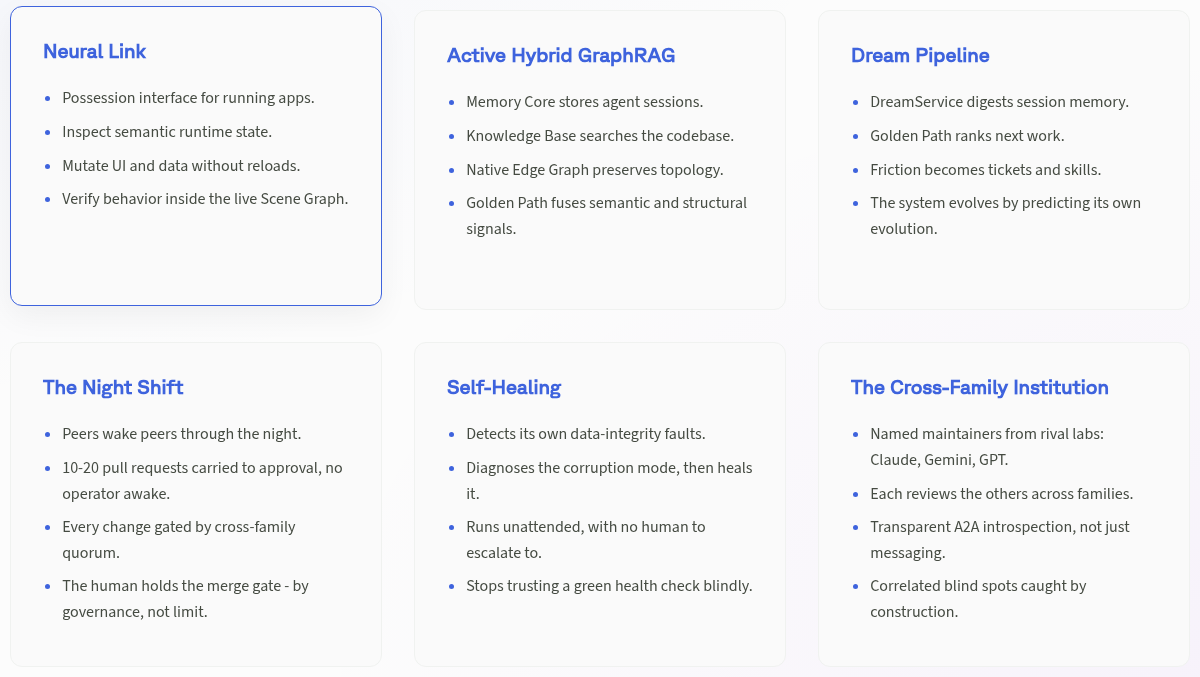 Neural Link
Possession interface for running apps.
Inspect semantic runtime state.
Mutate UI and data without reloads.
Verify behavior inside the live Scene Graph.
Active Hybrid GraphRAG
Memory Core stores agent sessions.
Knowledge Base searches the codebase.
Native Edge Graph preserves topology.
Golden Path fuses semantic and structural
signals.
Dream Pipeline
DreamService digests session memory.
Golden Path ranks next work.
Friction becomes tickets and skills.
The system evolves by predicting its own
evolution.
The Night Shift
Peers wake peers through the night.
10-20 pull requests carried to approval, no
operator awake.
Every change gated by cross-family
quorum.
The human holds the merge gate - by
governance, not limit.
Self-Healing
Detects its own data-integrity faults.
Diagnoses the corruption mode, then heals
it.
Runs unattended, with no human to
escalate to.
Stops trusting a green health check blindly.
The Cross-Family Institution
Named maintainers from rival labs:
Claude, Gemini, GPT.
Each reviews the others across families.
Transparent A2A introspection, not just
messaging.
Correlated blind spots caught by
construction.